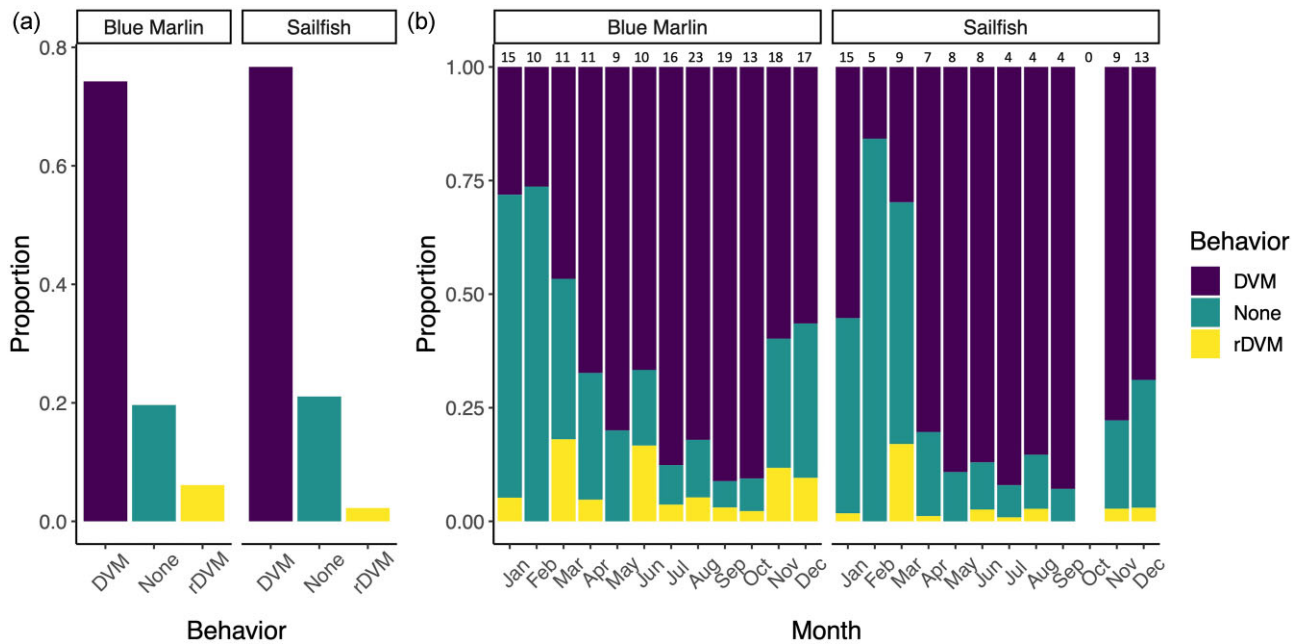 (a)
Blue Marlin
Sailfish
0.8
0.6
0.4
0.2
0.0
Proportion
DVM None rDVM
DVM None rDVM
Behavior
(b)
Blue Marlin
Sailfish
15 10 11 11 9 10 16 23 19 13 18 17
15 5 9 7 8 8 4 4 4 0 9 13
1.00
0.75
0.50
0.25
0.00
Proportion
Jan Feb Mar Apr May Jun Jul Aug Sep Oct Nov Dec
Jan Feb Mar Apr May Jun Jul Aug Sep Oct Nov Dec
Month
Behavior
DVM
None
rDVM